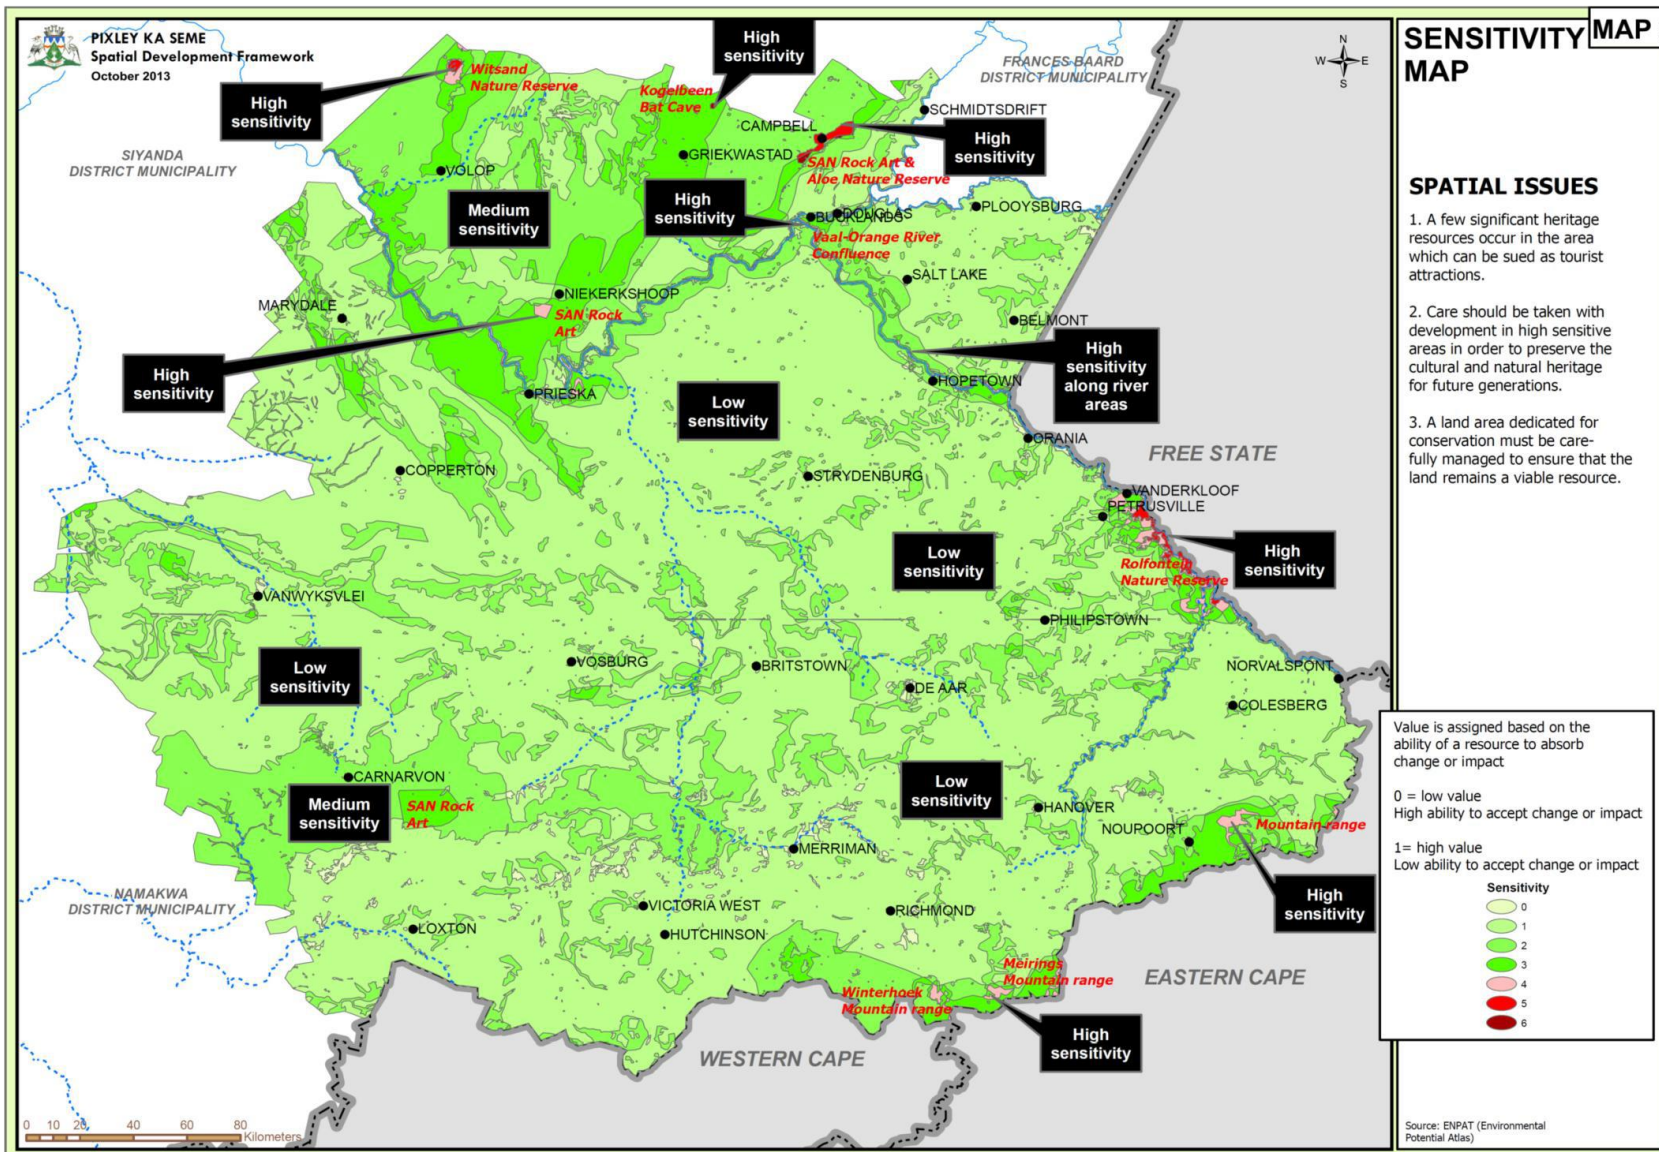 PIXLEY KA SEME
Spatial Development Framework
October 2013
SENSITIVITY
MAP
MAP
N
W E
S
FRANCES BAARD
DISTRICT MUNICIPALITY
High
sensitivity
High
sensitivity
Witsand
Nature Reserve
Kogelbeen
Bat Cave
SCHMIDTSDRIFT
CAMPBELL
High
sensitivity
GRIEKWASTAD
SIYANDA
DISTRICT MUNICIPALITY
VOLOP
SAN Rock Art &
Aloe Nature Reserve
Medium
sensitivity
High
sensitivity
BUCKLANDS
DOUGLAS
PLOOYSBURG
Vaal-Orange River
Confluence
SALT LAKE
MARYDALE
NIEKERKSHOOP
SAN Rock
Art
BELMONT
High
sensitivity
High
sensitivity
along river
areas
PRIESKA
Low
sensitivity
HOPETOWN
ORANIA
FREE STATE
COPPERTON
STRYDENBURG
VANDERKLOOF
PETRUSVILLE
Low
sensitivity
High
sensitivity
Rolfontein
Nature Reserve
VANWYKSVLEI
PHILIPSTOWN
Low
sensitivity
VOSBURG
BRITSTOWN
NORVALSPONT
DE AAR
COLESBERG
CARNARVON
Low
sensitivity
Medium
sensitivity
SAN Rock
Art
HANOVER
NOUPOORT
Mountain range
MERRIMAN
NAMAKWA
DISTRICT MUNICIPALITY
High
sensitivity
VICTORIA WEST
RICHMOND
LOXTON
HUTCHINSON
Meirings
Mountain range
EASTERN CAPE
Winterhoek
Mountain range
High
sensitivity
WESTERN CAPE
0 10 20 40 60 80
Kilometers
SPATIAL ISSUES
1. A few significant heritage
resources occur in the area
which can be sued as tourist
attractions.
2. Care should be taken with
development in high sensitive
areas in order to preserve the
cultural and natural heritage
for future generations.
3. A land area dedicated for
conservation must be care-
fully managed to ensure that the
land remains a viable resource.
Value is assigned based on the
ability of a resource to absorb
change or impact
0 = low value
High ability to accept change or impact
1= high value
Low ability to accept change or impact
Sensitivity
0
1
2
3
4
5
6
Source: ENPAT (Environmental
Potential Atlas)